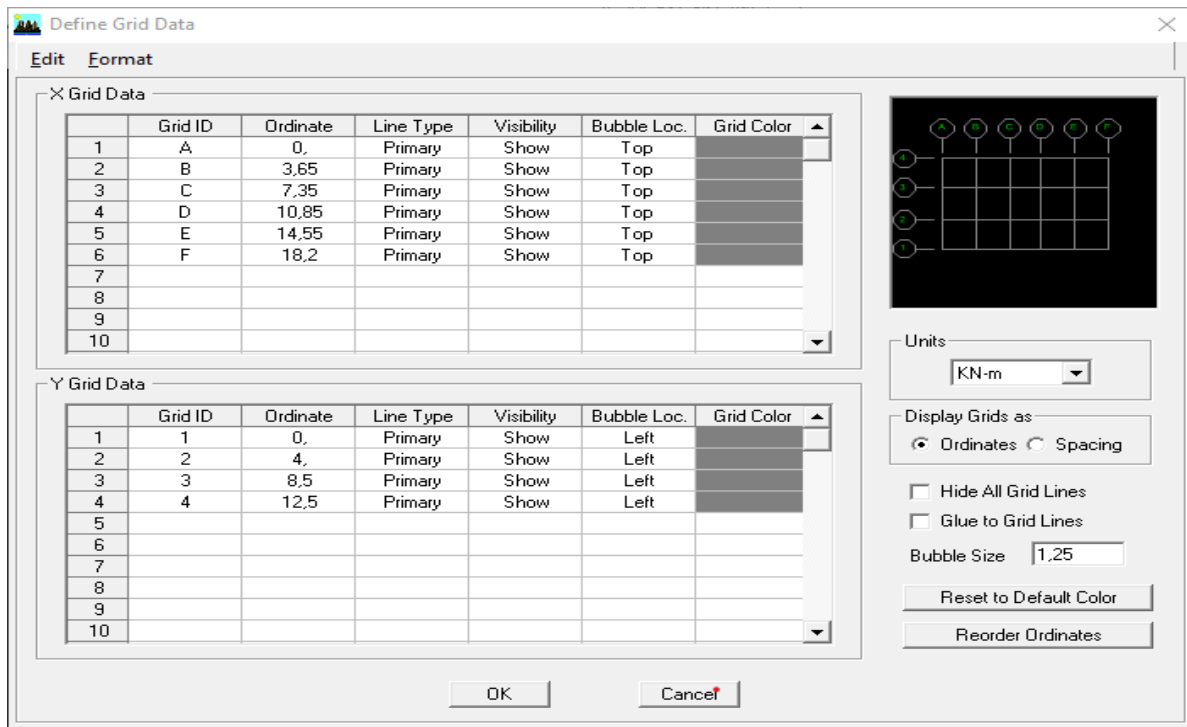 Define Grid Data
Edit Format
X Grid Data
Grid ID Ordinate Line Type Visibility Bubble Loc. Grid Color
1 A 0, Primary Show Top
2 B 3,65 Primary Show Top
3 C 7,35 Primary Show Top
4 D 10,85 Primary Show Top
5 E 14,55 Primary Show Top
6 F 18,2 Primary Show Top
7
8
9
10
Y Grid Data
Grid ID Ordinate Line Type Visibility Bubble Loc. Grid Color
1 1 0, Primary Show Left
2 2 4, Primary Show Left
3 3 8,5 Primary Show Left
4 4 12,5 Primary Show Left
5
6
7
8
9
10
A B C D E F
4
3
2
1
Units
KN-m
Display Grids as
Ordinates Spacing
Hide All Grid Lines
Glue to Grid Lines
Bubble Size 1,25
Reset to Default Color
Reorder Ordinates
OK Cancel